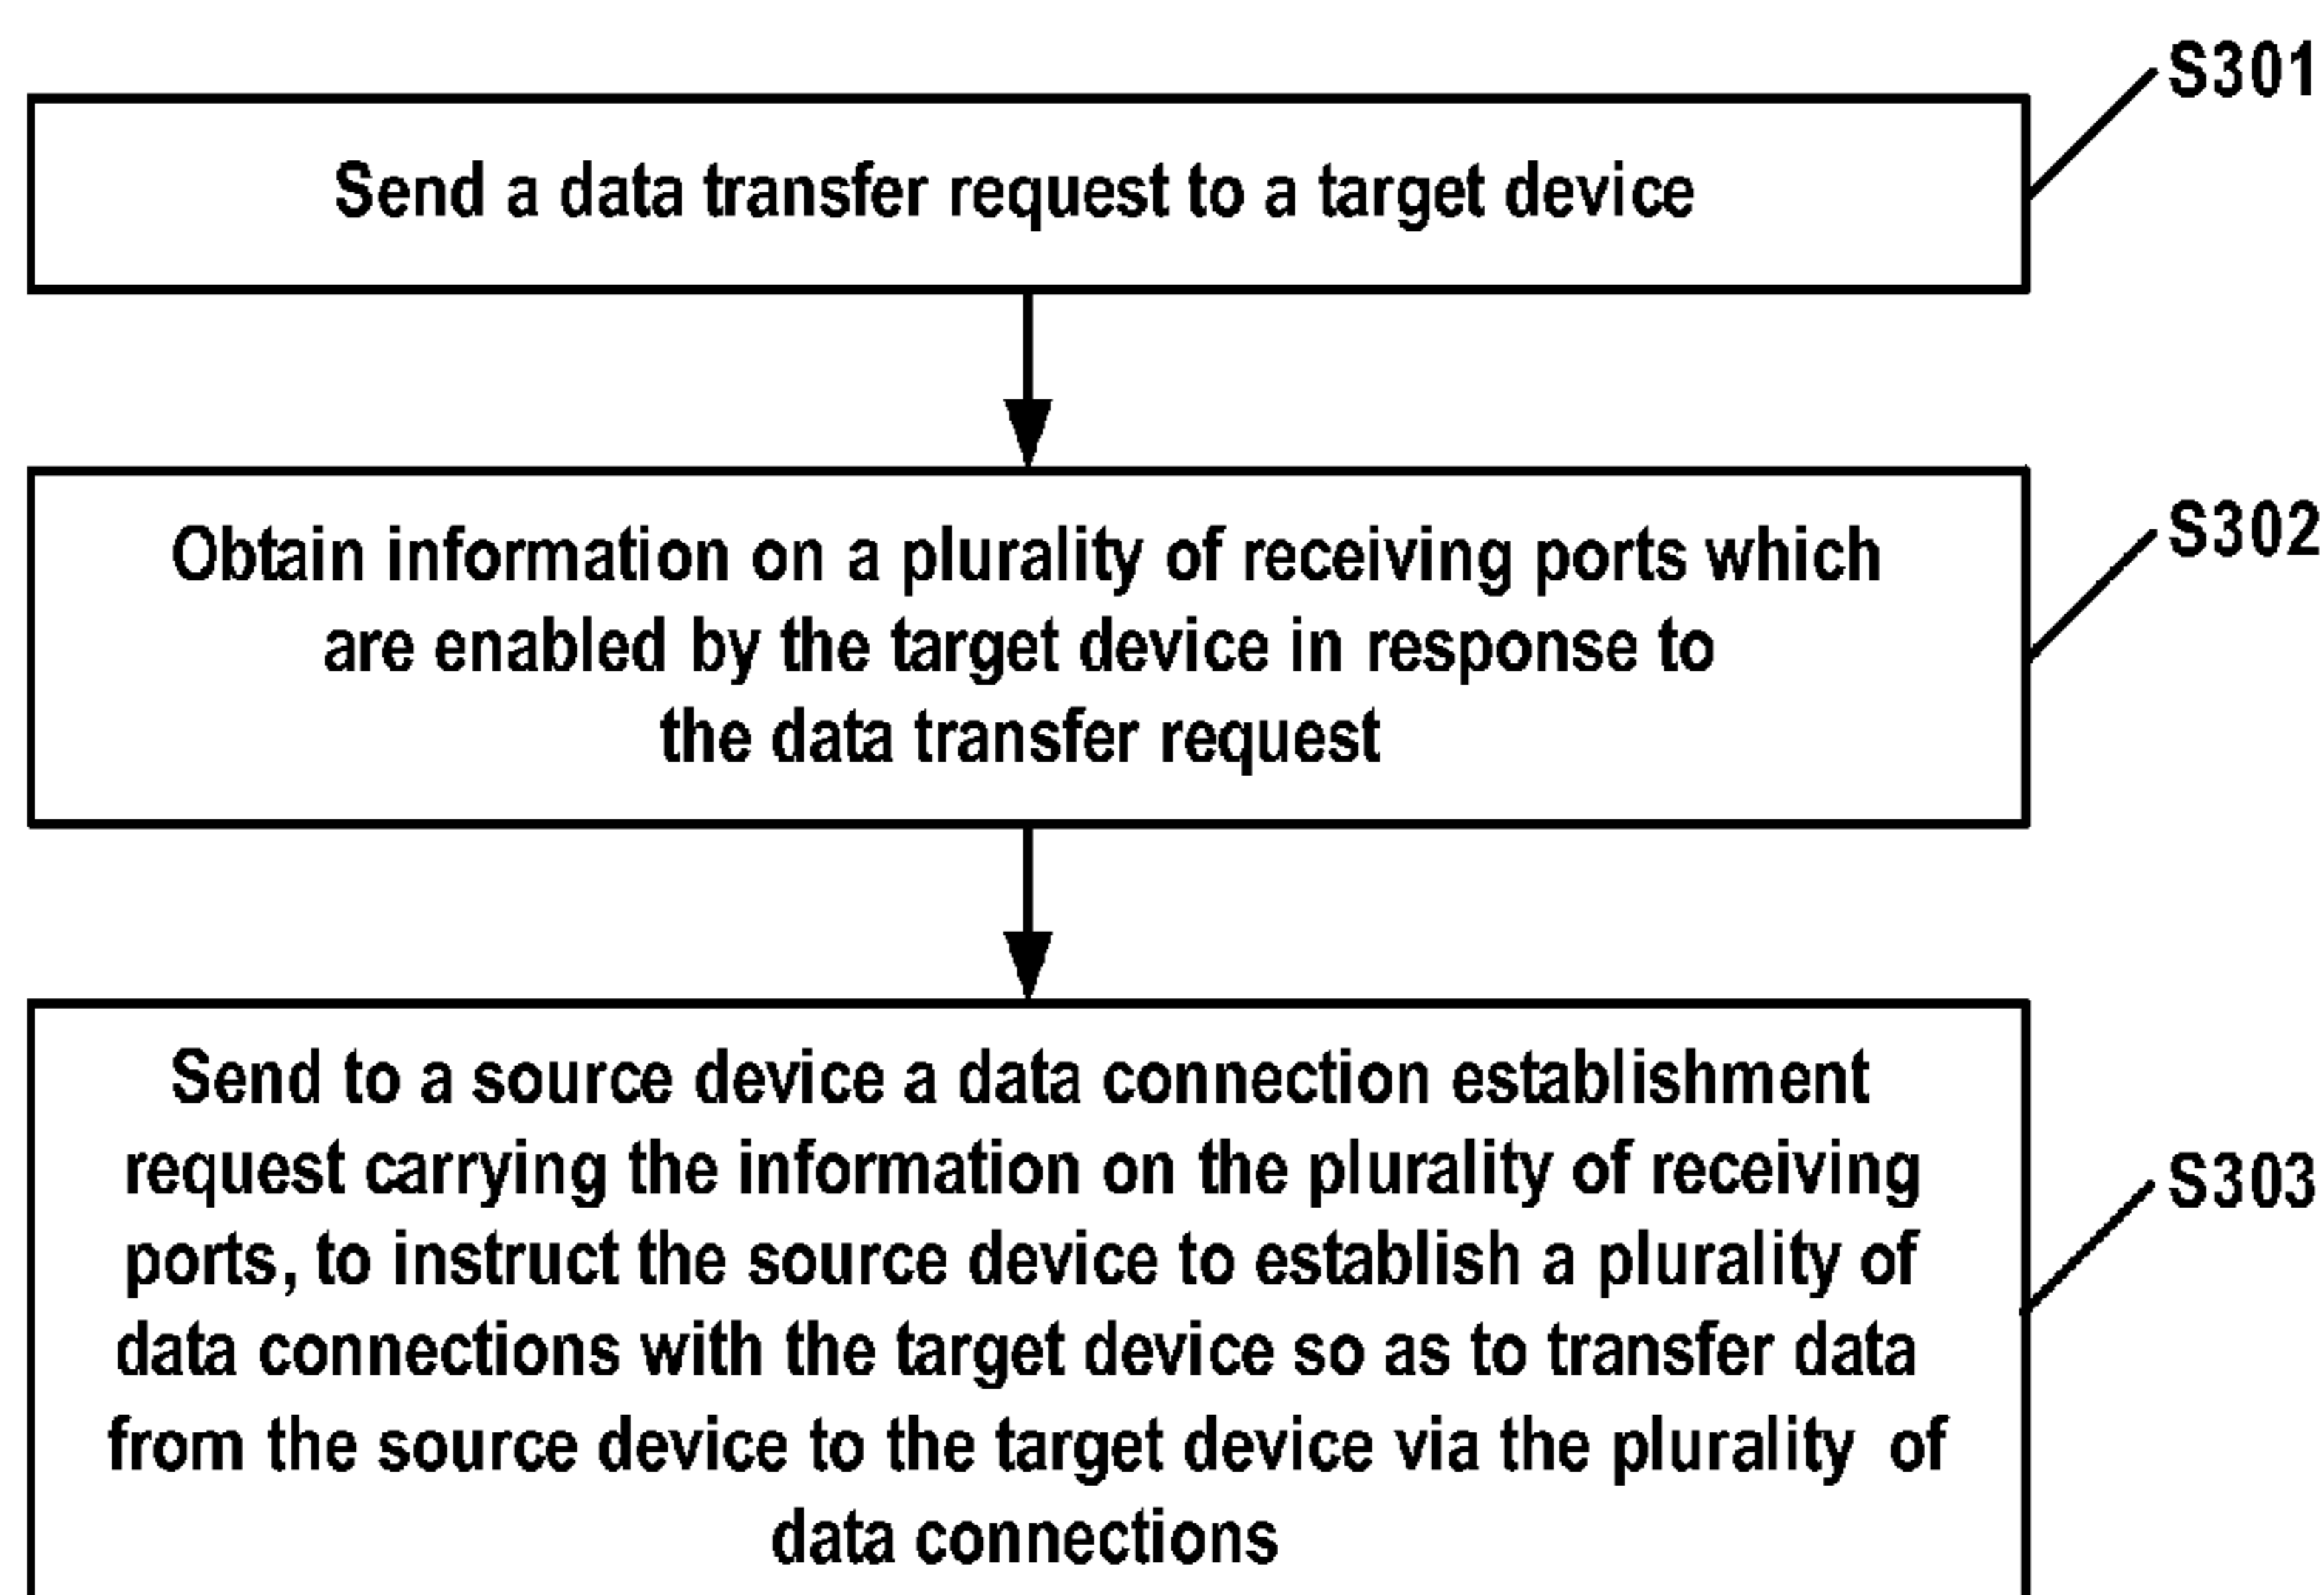 S301
Send a data transfer request to a target device
S302
Obtain information on a plurality of receiving ports which
are enabled by the target device in response to
the data transfer request
S303
Send to a source device a data connection establishment
request carrying the information on the plurality of receiving
ports, to instruct the source device to establish a plurality of
data connections with the target device so as to transfer data
from the source device to the target device via the plurality of
data connections